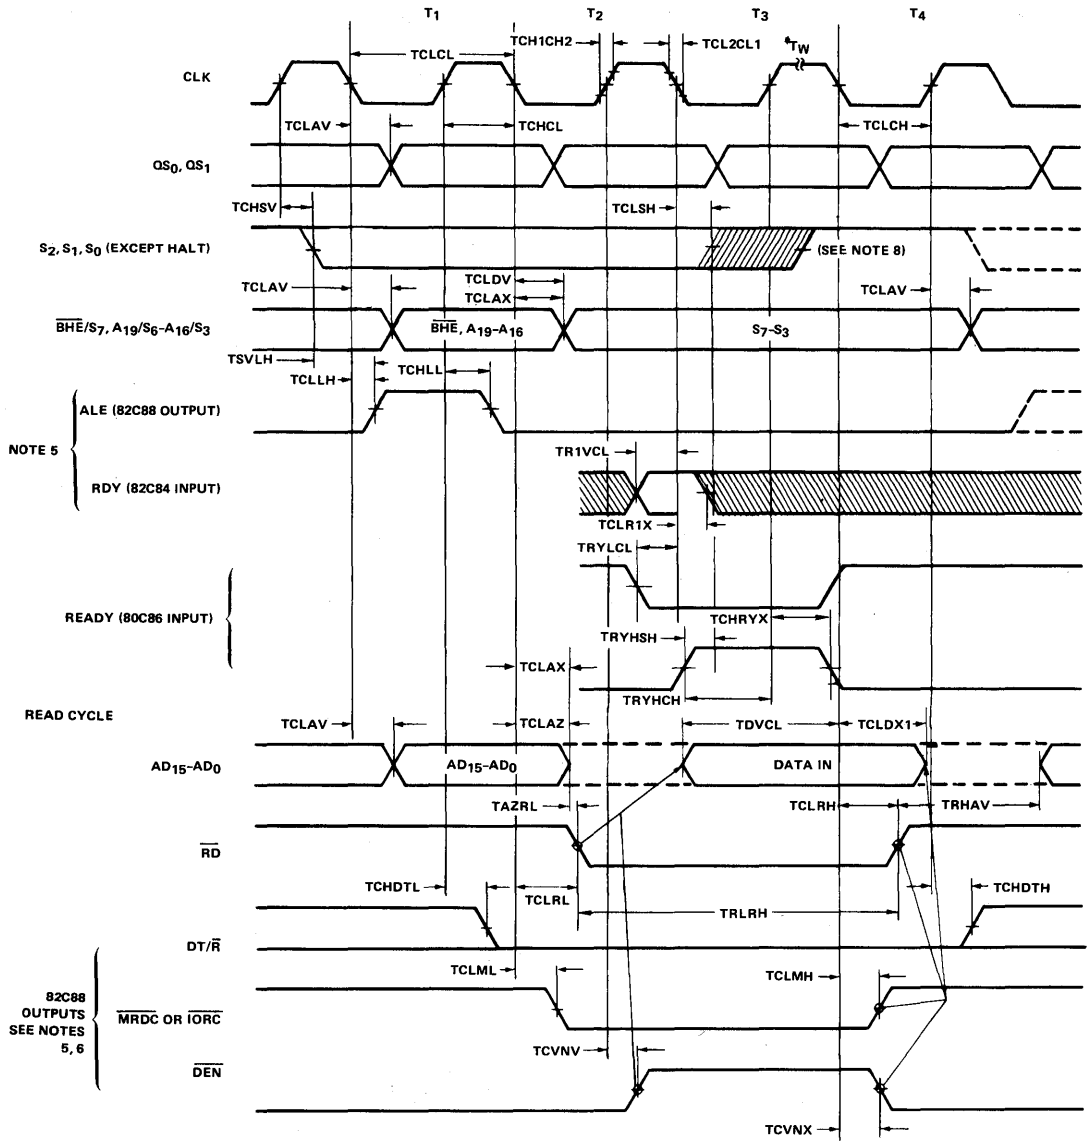 T1 T2 T3 T4
TCH1CH2 TCL2CL1 *TW
TCLCL
CLK
TCLAV TCHCL TCLCH
QS0, QS1
TCHSV TCLSH
S2, S1, S0 (EXCEPT HALT) (SEE NOTE 8)
TCLDV
TCLAV TCLAX TCLAV
BHE/S7, A19/S6-A16/S3 BHE, A19-A16 S7-S3
TSVLH
TCLLH TCHLL
ALE (82C88 OUTPUT)
NOTE 5
TR1VCL
RDY (82C84 INPUT)
TCLR1X
TRYLCL
READY (80C86 INPUT) TCHRYX
TRYHSH
TCLAX
TRYHCH
READ CYCLE
TCLAV TCLAZ TDVCL TCLDX1
AD15-AD0 AD15-AD0 DATA IN
TAZRL TCLRH TRHAV
RD
TCHDTL TCLRL TRLRH TCHDTH
DT/R
TCLML TCLMH
82C88
OUTPUTS
SEE NOTES
5, 6
MRDC OR IORC
TCVNV
DEN
TCVNX